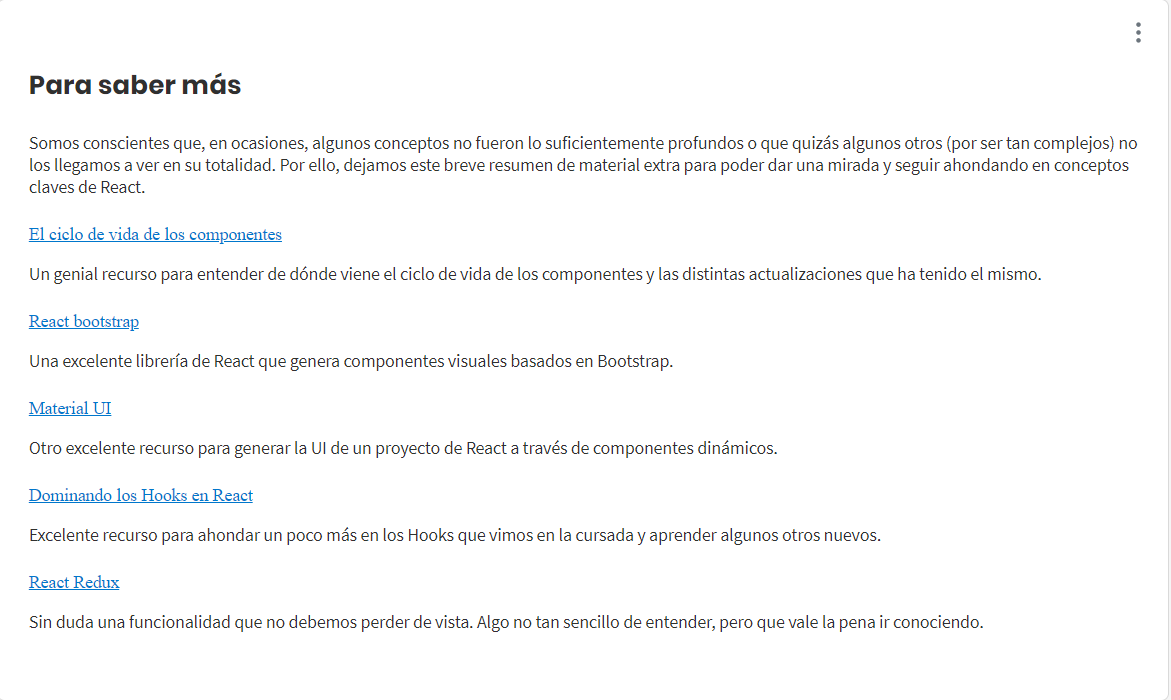 Para saber más
Somos conscientes que, en ocasiones, algunos conceptos no fueron lo suficientemente profundos o que quizás algunos otros (por ser tan complejos) no
los llegamos a ver en su totalidad. Por ello, dejamos este breve resumen de material extra para poder dar una mirada y seguir ahondando en conceptos
claves de React.
El ciclo de vida de los componentes
Un genial recurso para entender de dónde viene el ciclo de vida de los componentes y las distintas actualizaciones que ha tenido el mismo.
React bootstrap
Una excelente librería de React que genera componentes visuales basados en Bootstrap.
Material UI
Otro excelente recurso para generar la UI de un proyecto de React a través de componentes dinámicos.
Dominando los Hooks en React
Excelente recurso para ahondar un poco más en los Hooks que vimos en la cursada y aprender algunos otros nuevos.
React Redux
Sin duda una funcionalidad que no debemos perder de vista. Algo no tan sencillo de entender, pero que vale la pena ir conociendo.